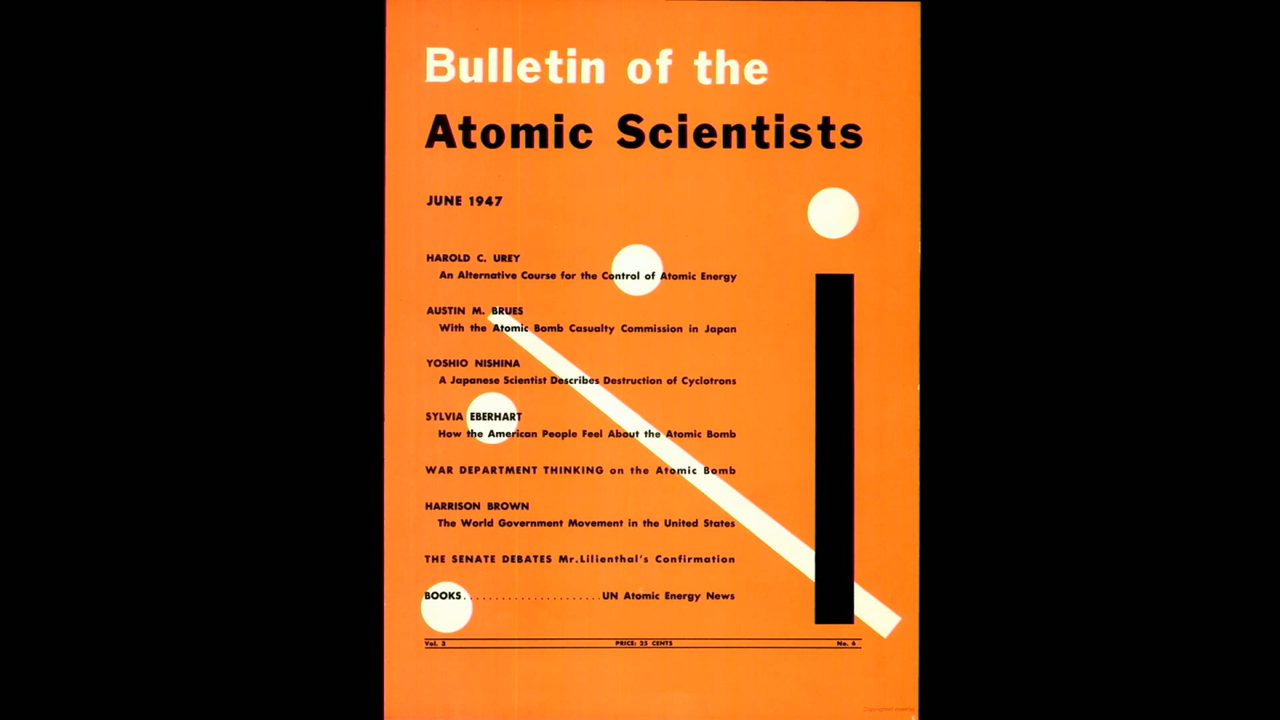 Bulletin of the
Atomic Scientists
JUNE 1947
HAROLD C. UREY
An Alternative Course for the Control of Atomic Energy
AUSTIN M. BRUES
With the Atomic Bomb Casualty Commission in Japan
YOSHIO NISHINA
A Japanese Scientist Describes Destruction of Cyclotrons
SYLVIA EBERHART
How the American People Feel About the Atomic Bomb
WAR DEPARTMENT THINKING on the Atomic Bomb
HARRISON BROWN
The World Government Movement in the United States
THE SENATE DEBATES Mr.Lilienthal's Confirmation
BOOKS......................UN Atomic Energy News
Vol. 3 PRICE: 25 CENTS No. 6
Copyrighted material